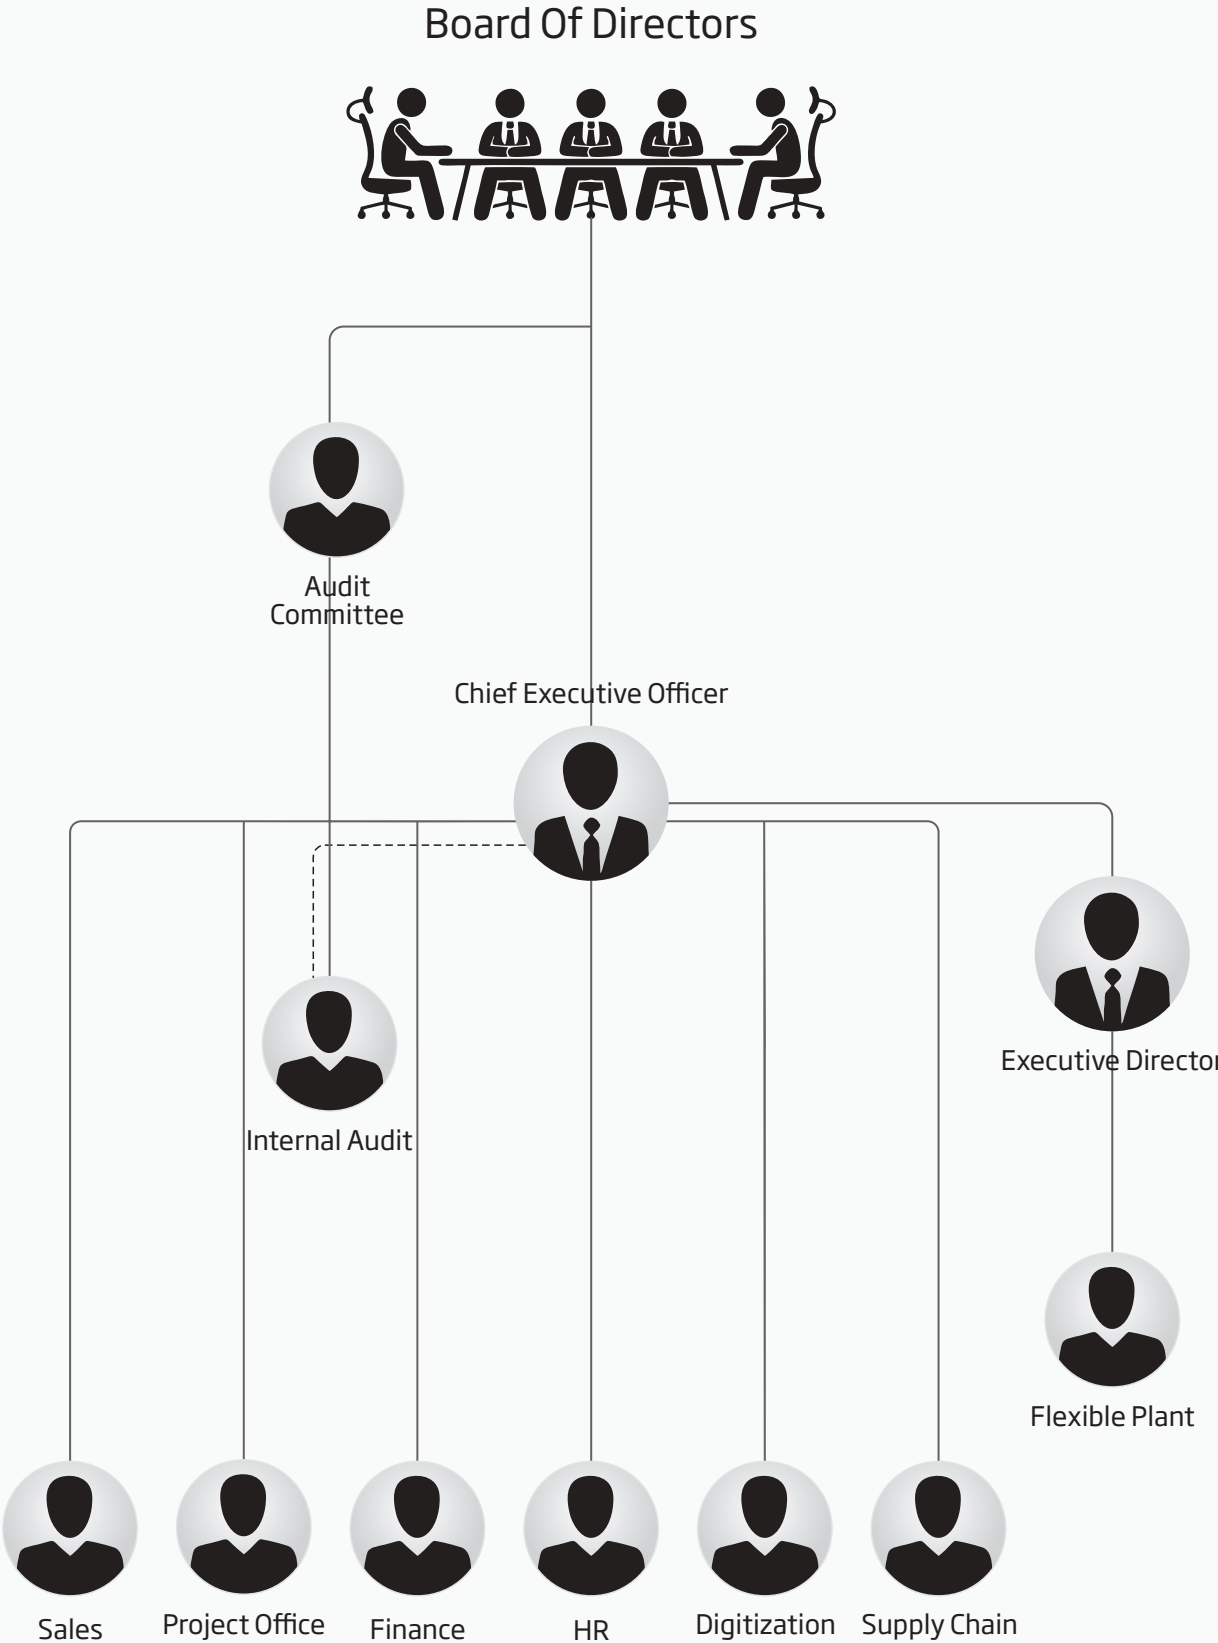 Board Of Directors
Audit
Committee
Chief Executive Officer
Executive Director
Internal Audit
Flexible Plant
Sales
Project Office
Finance
HR
Digitization
Supply Chain